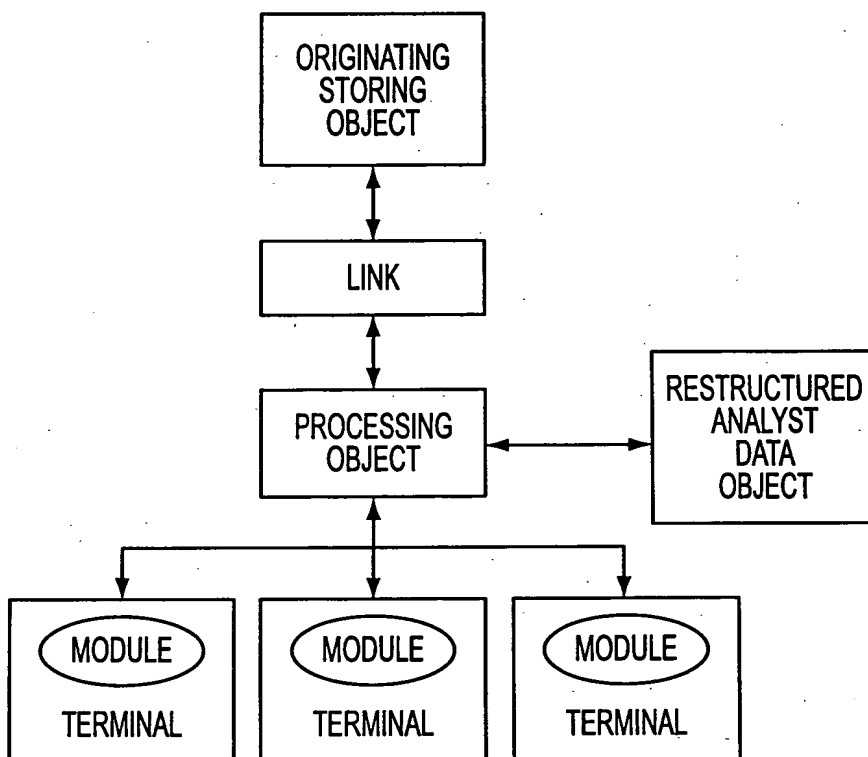 ORIGINATING
STORING
OBJECT
LINK
PROCESSING
OBJECT
RESTRUCTURED
ANALYST
DATA
OBJECT
MODULE
TERMINAL
MODULE
TERMINAL
MODULE
TERMINAL